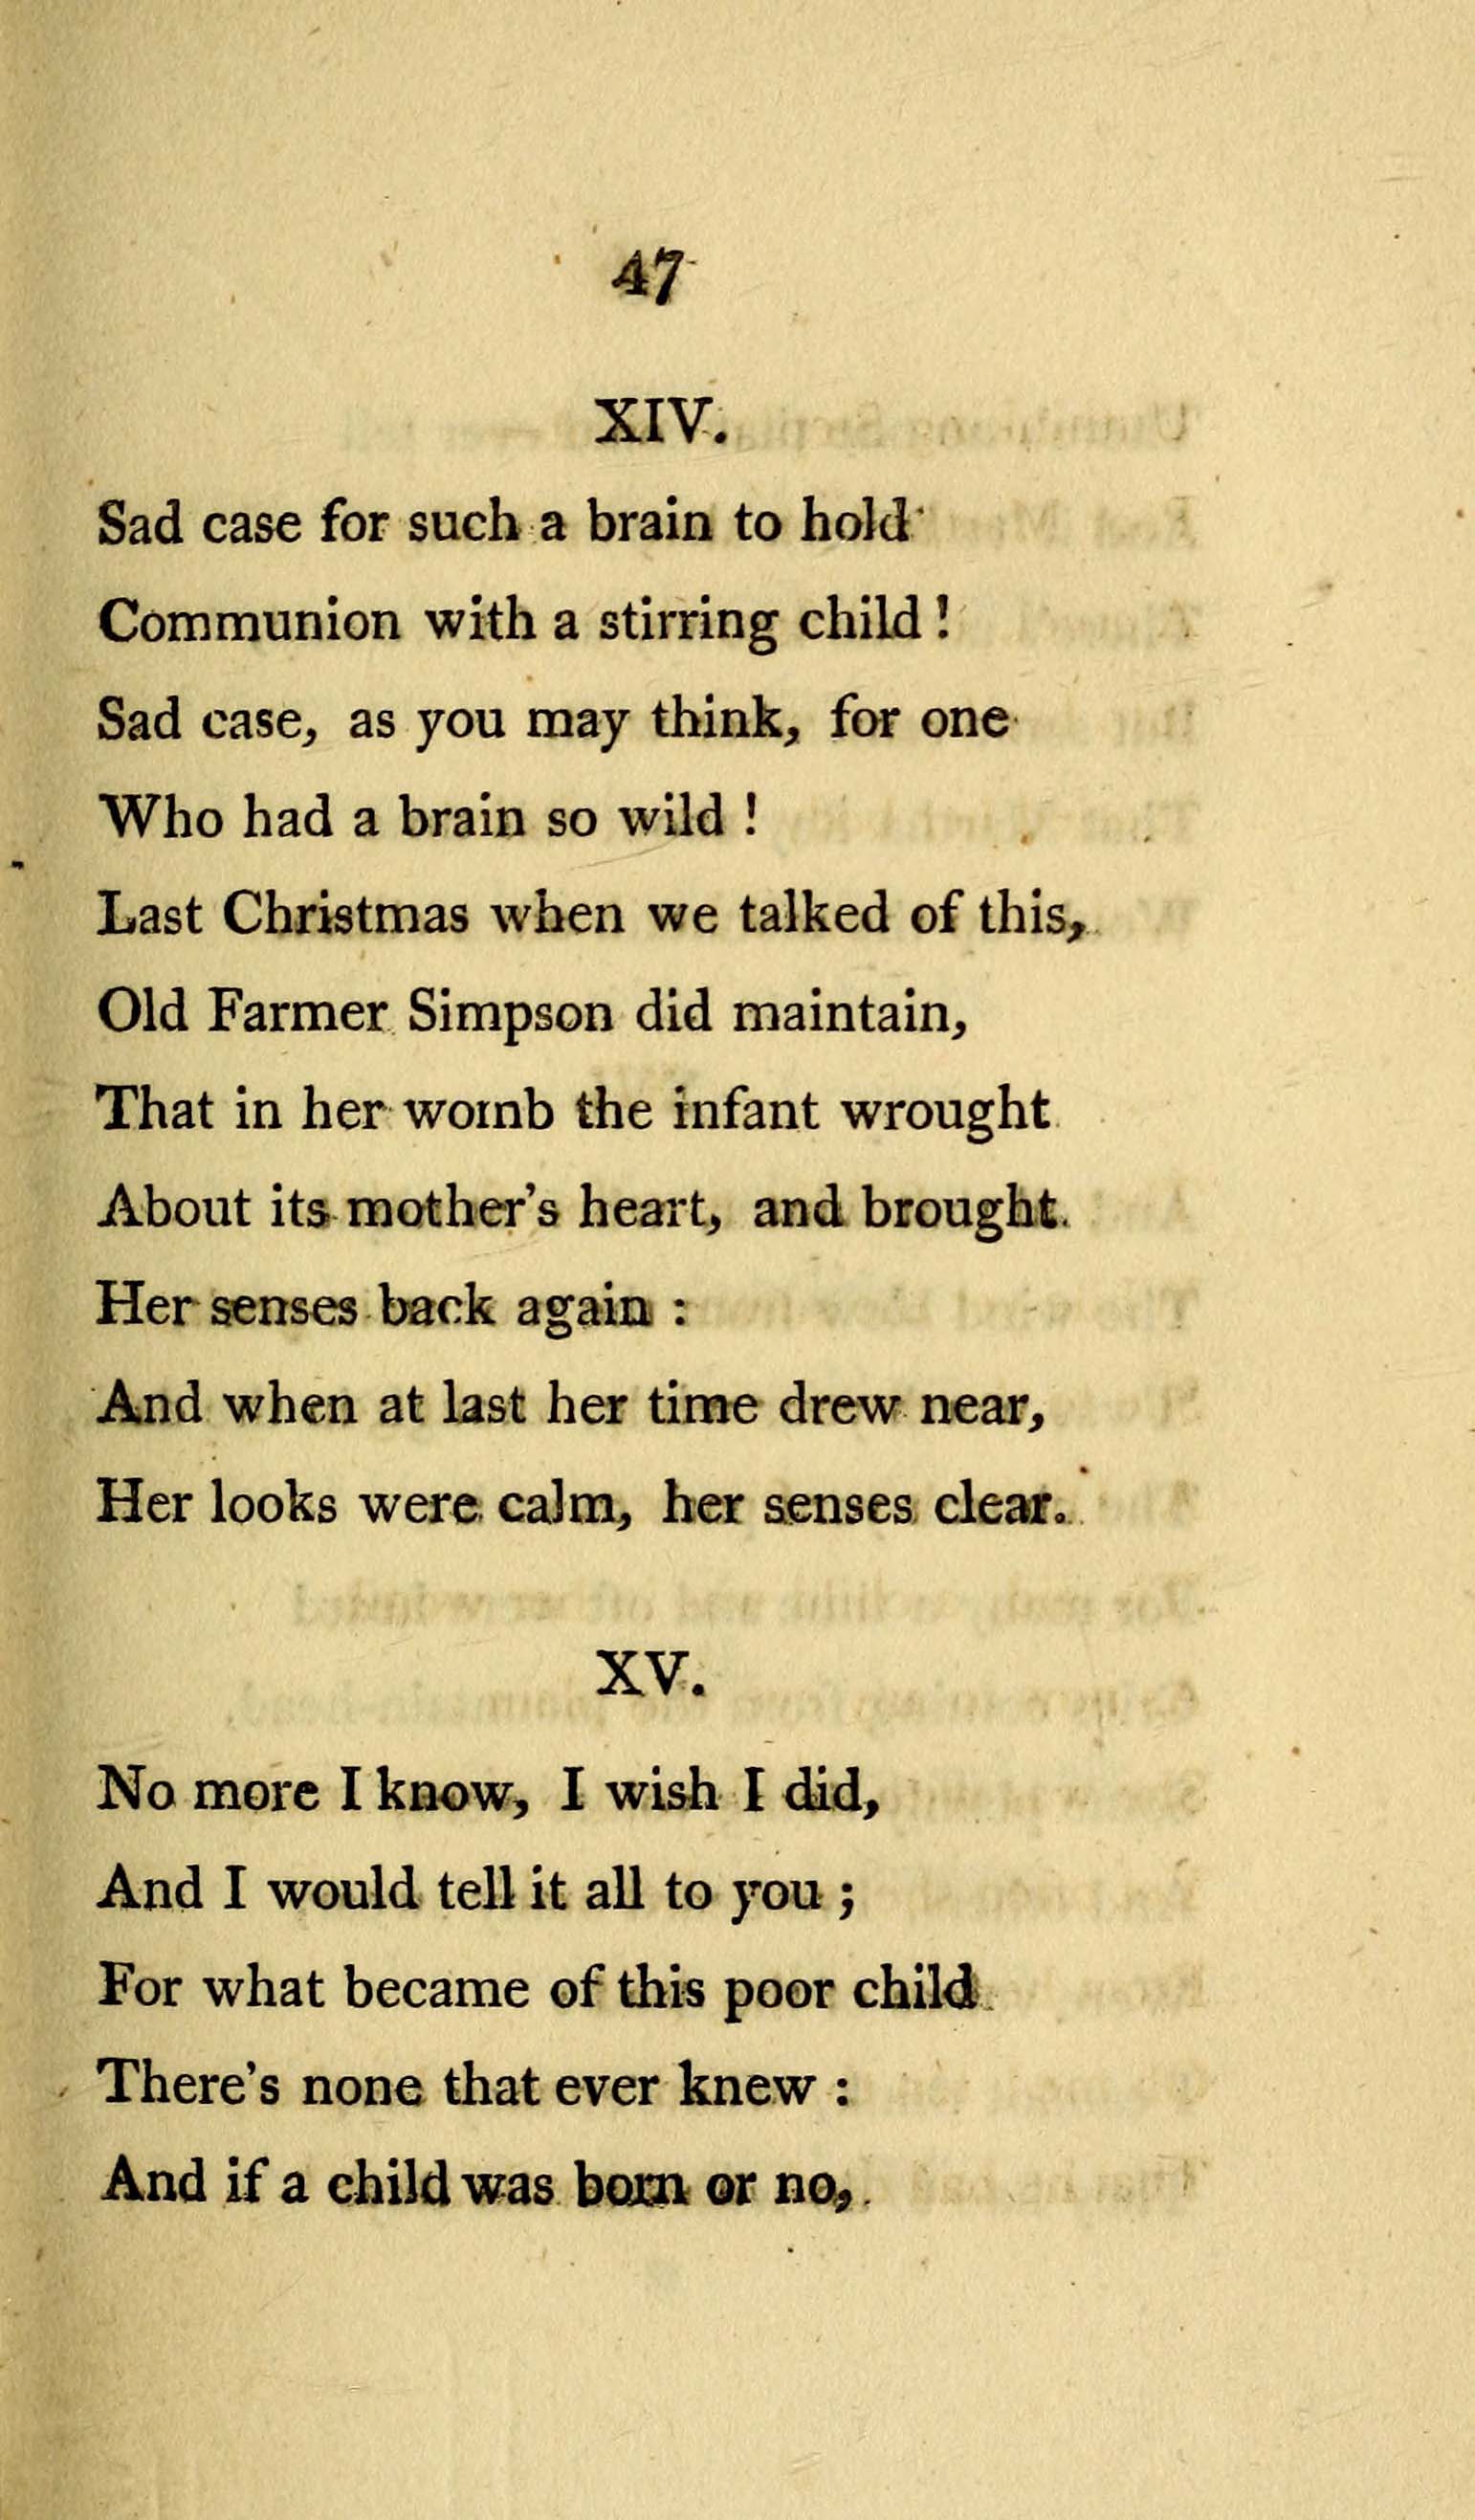 47
XIV.
Sad case for such a brain to hold
Communion with a stirring child !
Sad case, as you may think, for one
Who had a brain so wild !
Last Christmas when we talked of this,
Old Farmer Simpson did maintain,
That in her womb the infant wrought
About its mother's heart, and brought
Her senses back again :
And when at last her time drew near,
Her looks were calm, her senses clear.
XV.
No more I know, I wish I did,
And I would tell it all to you ;
For what became of this poor child
There's none that ever knew :
And if a child was born or no,